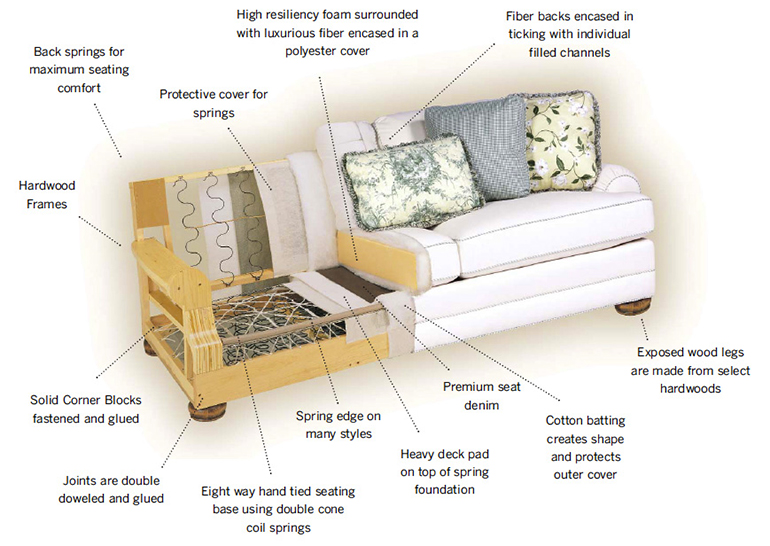 High resiliency foam surrounded
with luxurious fiber encased in a
polyester cover
Fiber backs encased in
ticking with individual
filled channels
Back springs for
maximum seating
comfort
Protective cover for
springs
Hardwood
Frames
Exposed wood legs
are made from select
hardwoods
Premium seat
denim
Solid Corner Blocks
fastened and glued
Spring edge on
many styles
Cotton batting
creates shape
and protects
outer cover
Heavy deck pad
on top of spring
foundation
Joints are double
doweled and glued
Eight way hand tied seating
base using double cone
coil springs